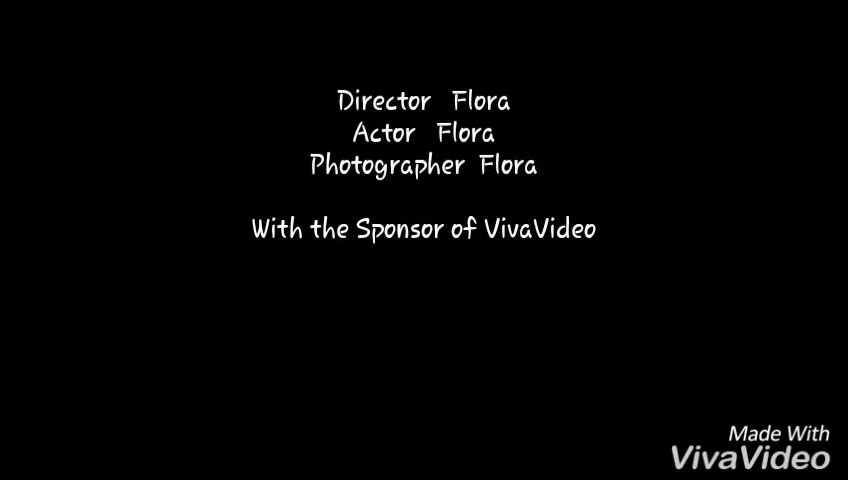 Director Flora
Actor Flora
Photographer Flora
With the Sponsor of VivaVideo
Made With
VivaVideo